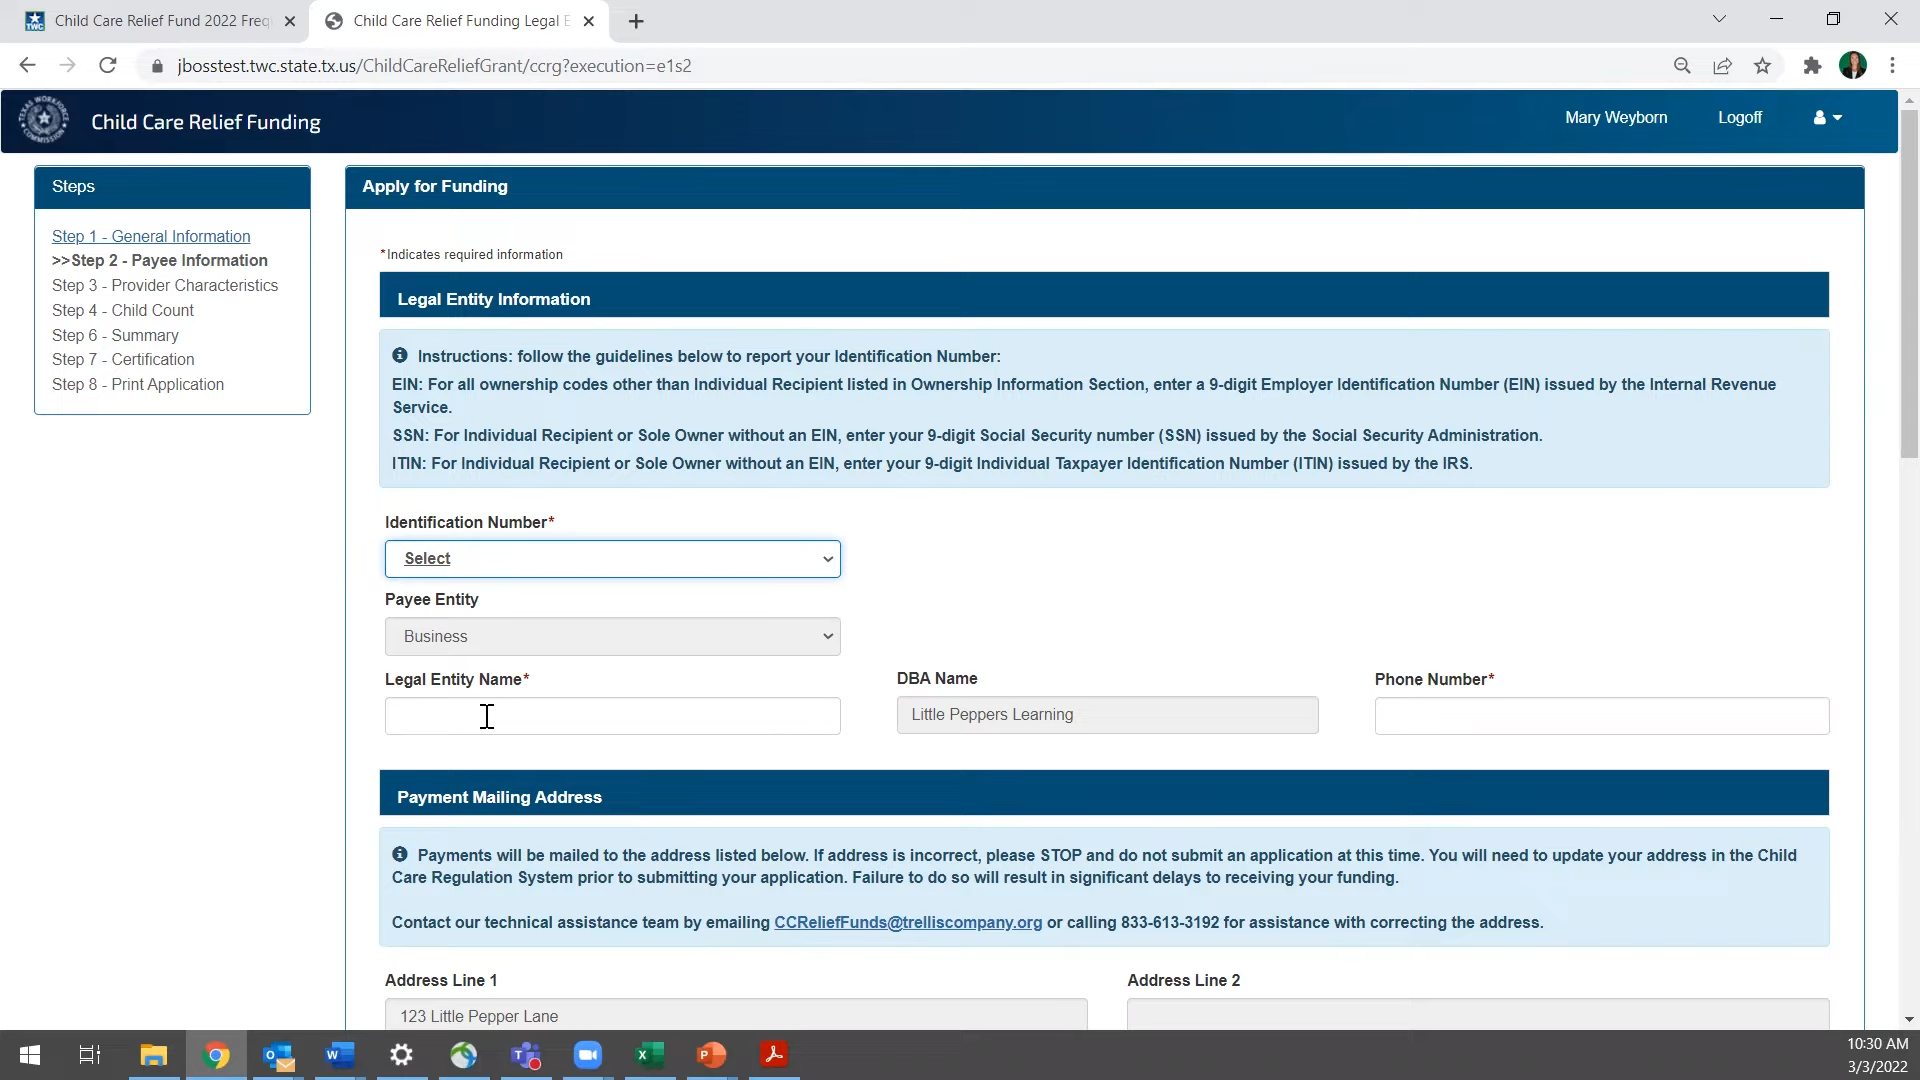 Child Care Relief Fund 2022 Freq
Child Care Relief Funding Legal E
jbosstest.twc.state.tx.us/ChildCareReliefGrant/ccrg?execution=e1s2
Child Care Relief Funding
Mary Weyborn
Logoff
Steps
Step 1 - General Information
>>Step 2 - Payee Information
Step 3 - Provider Characteristics
Step 4 - Child Count
Step 6 - Summary
Step 7 - Certification
Step 8 - Print Application
Apply for Funding
*Indicates required information
Legal Entity Information
Instructions: follow the guidelines below to report your Identification Number:
EIN: For all ownership codes other than Individual Recipient listed in Ownership Information Section, enter a 9-digit Employer Identification Number (EIN) issued by the Internal Revenue
Service.
SSN: For Individual Recipient or Sole Owner without an EIN, enter your 9-digit Social Security number (SSN) issued by the Social Security Administration.
ITIN: For Individual Recipient or Sole Owner without an EIN, enter your 9-digit Individual Taxpayer Identification Number (ITIN) issued by the IRS.
Identification Number*
Select
Payee Entity
Business
Legal Entity Name*
DBA Name
Little Peppers Learning
Phone Number*
Payment Mailing Address
Payments will be mailed to the address listed below. If address is incorrect, please STOP and do not submit an application at this time. You will need to update your address in the Child
Care Regulation System prior to submitting your application. Failure to do so will result in significant delays to receiving your funding.
Contact our technical assistance team by emailing CCReliefFunds@trelliscompany.org or calling 833-613-3192 for assistance with correcting the address.
Address Line 1
123 Little Pepper Lane
Address Line 2
10:30 AM
3/3/2022